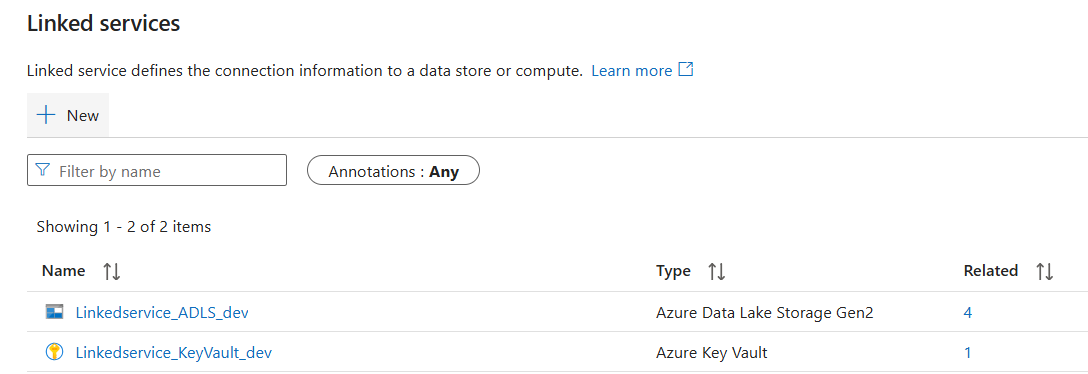 Linked services
Linked service defines the connection information to a data store or compute. Learn more
New
Filter by name
Annotations : Any
Showing 1 - 2 of 2 items
Name Type Related
Linkedservice_ADLS_dev Azure Data Lake Storage Gen2 4
Linkedservice_KeyVault_dev Azure Key Vault 1